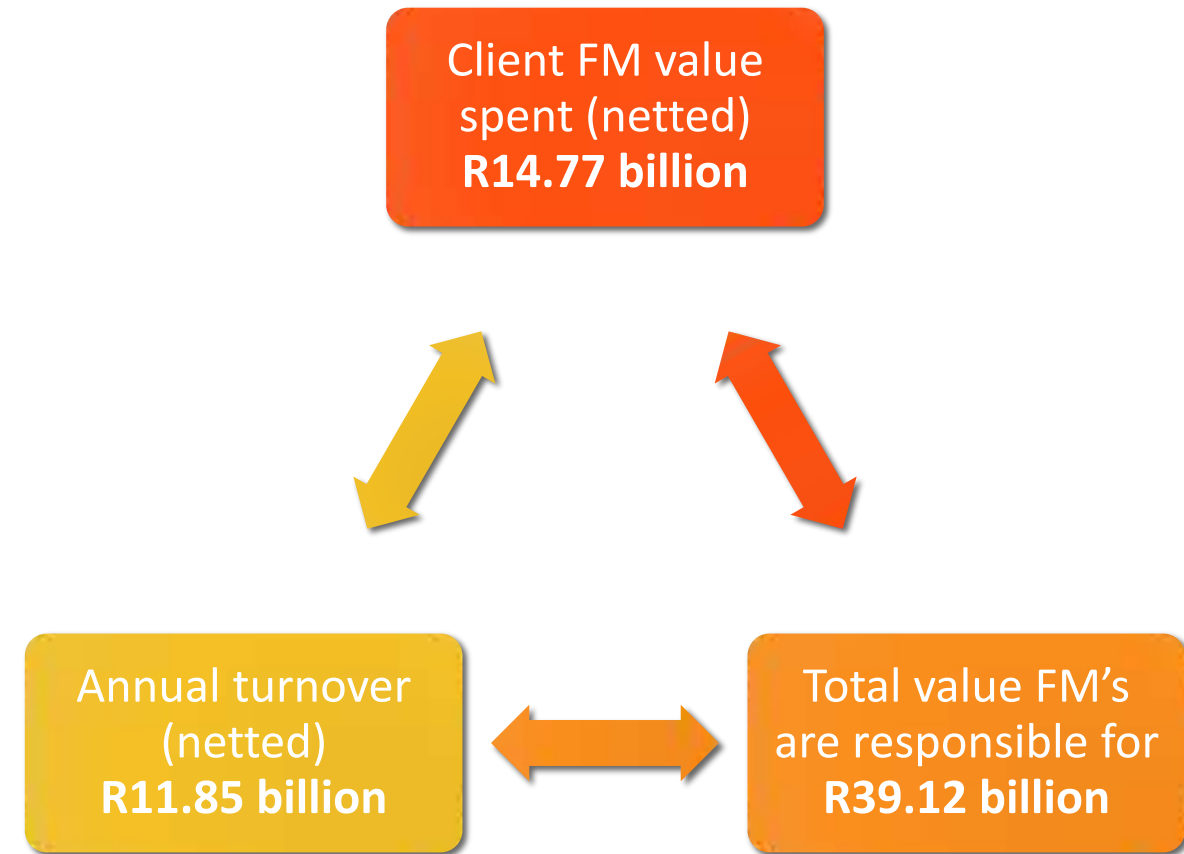 Client FM value
spent (netted)
R14.77 billion
Annual turnover
(netted)
R11.85 billion
Total value FM’s
are responsible for
R39.12 billion